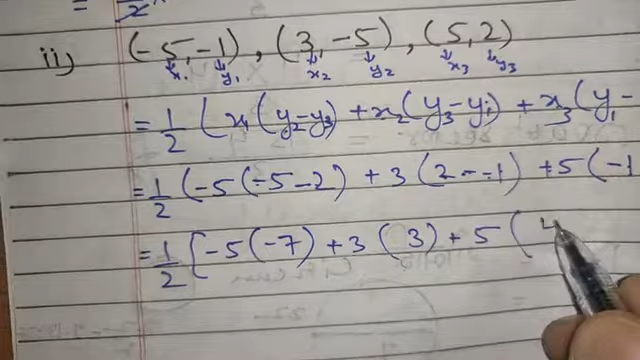 ii) (-5,-1), (3,-5), (5,2)
x₁ y₁ x₂ y₂ x₃ y₃
= 1/2 (x₁(y₂-y₃) + x₂(y₃-y₁) + x₃(y₁-
= 1/2 (-5(-5-2) + 3(2--1) + 5(-1
= 1/2 [-5(-7) + 3(3) + 5(4